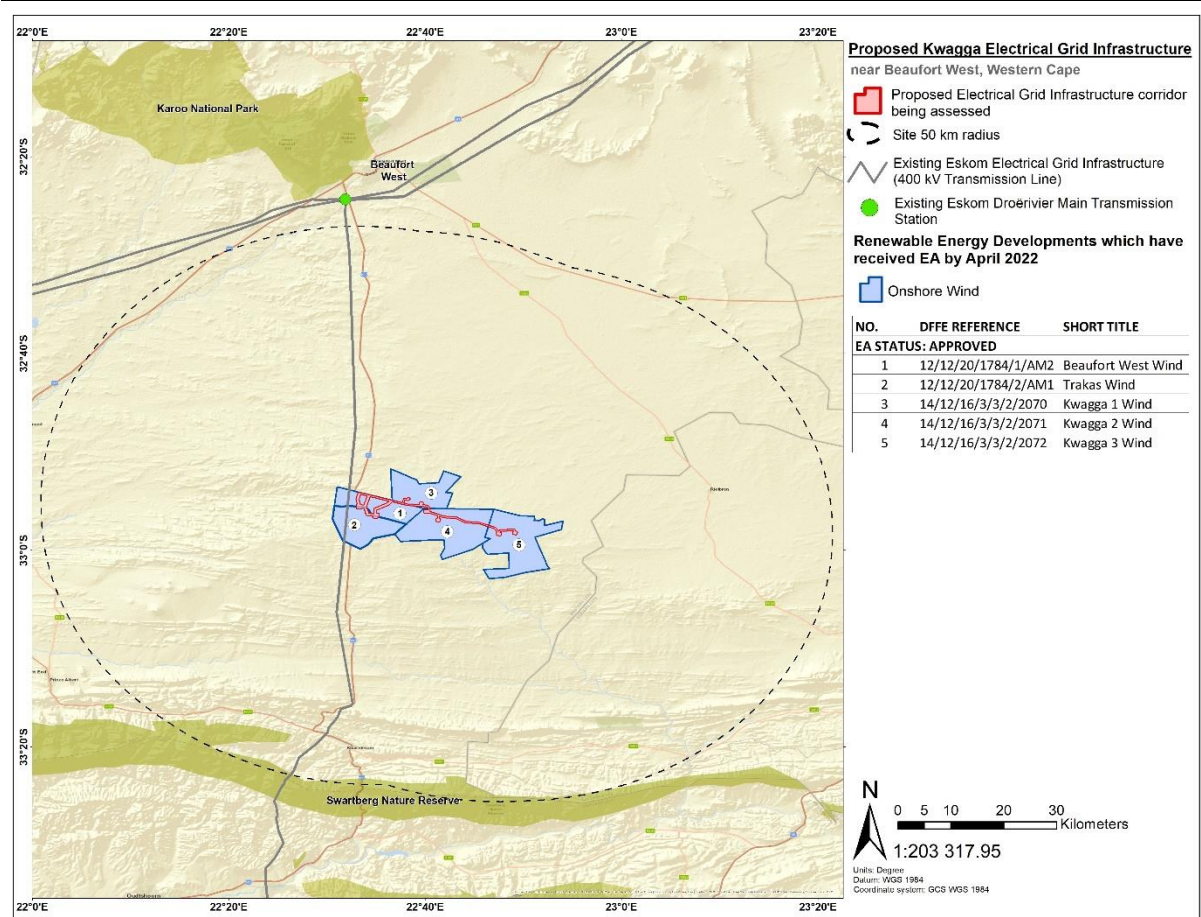 22°0'E
22°20'E
22°40'E
23°0'E
23°20'E
32°20'S
32°40'S
33°0'S
33°20'S
Karoo National Park
Beaufort
West
3
1
2
4
5
Rietbron
Prince Albert
Swartberg Nature Reserve
Oudtshoorn
22°0'E
22°20'E
22°40'E
23°0'E
23°20'E
Proposed Kwagga Electrical Grid Infrastructure
near Beaufort West, Western Cape
Proposed Electrical Grid Infrastructure corridor
being assessed
Site 50 km radius
Existing Eskom Electrical Grid Infrastructure
(400 kV Transmission Line)
Existing Eskom Droërivier Main Transmission
Station
Renewable Energy Developments which have
received EA by April 2022
Onshore Wind
NO. DFFE REFERENCE SHORT TITLE
EA STATUS: APPROVED
1 12/12/20/1784/1/AM2 Beaufort West Wind
2 12/12/20/1784/2/AM1 Trakas Wind
3 14/12/16/3/3/2/2070 Kwagga 1 Wind
4 14/12/16/3/3/2/2071 Kwagga 2 Wind
5 14/12/16/3/3/2/2072 Kwagga 3 Wind
N
0 5 10 20 30
Kilometers
1:203 317.95
Units: Degree
Datum: WGS 1984
Coordinate system: GCS WGS 1984